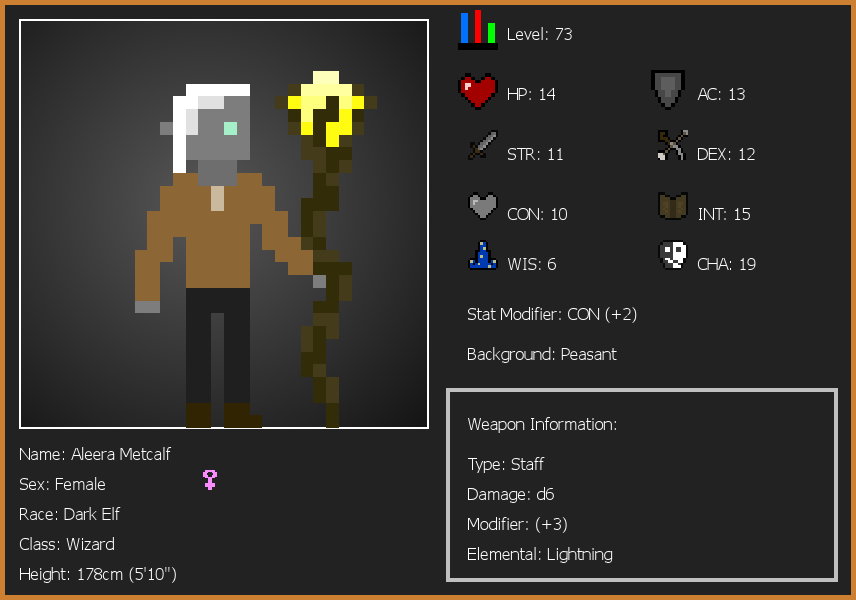 Level: 73
HP: 14
AC: 13
STR: 11
DEX: 12
CON: 10
INT: 15
WIS: 6
CHA: 19
Stat Modifier: CON (+2)
Background: Peasant
Weapon Information:
Type: Staff
Damage: d6
Modifier: (+3)
Elemental: Lightning
Name: Aleera Metcalf
Sex: Female
Race: Dark Elf
Class: Wizard
Height: 178cm (5'10")